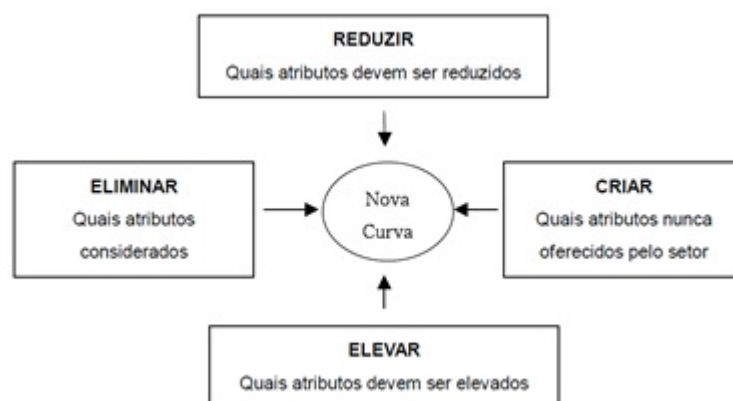 REDUZIR
Quais atributos devem ser reduzidos
ELIMINAR
Quais atributos
considerados
Nova
Curva
CRIAR
Quais atributos nunca
oferecidos pelo setor
ELEVAR
Quais atributos devem ser elevados